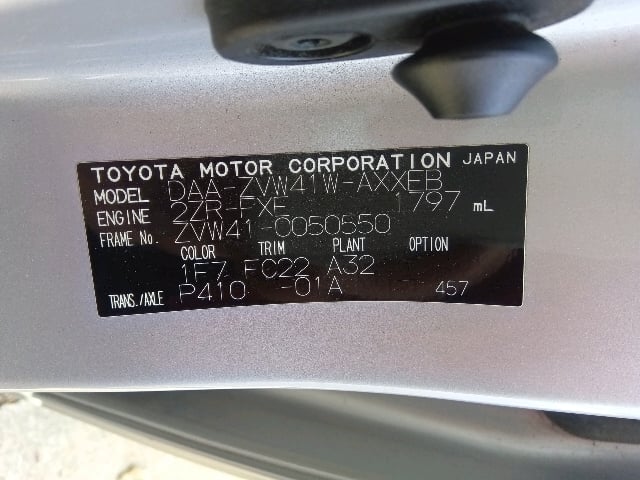 TOYOTA MOTOR CORPORATION JAPAN
MODEL DAA-ZVW41W-AXXEB
ENGINE 2ZR-FXE 1797 mL
FRAME No. ZVW41-0050550
COLOR TRIM PLANT OPTION
1F7 FC22 A32
TRANS./AXLE P410 -01A 457